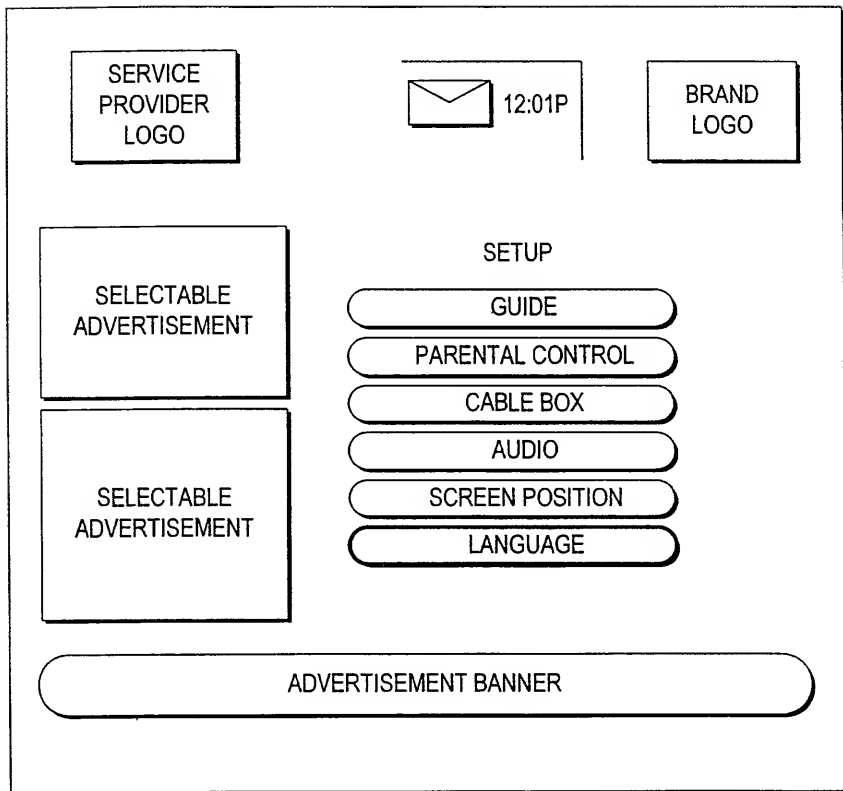 SERVICE
PROVIDER
LOGO
12:01P
BRAND
LOGO
SELECTABLE
ADVERTISEMENT
SELECTABLE
ADVERTISEMENT
SETUP
GUIDE
PARENTAL CONTROL
CABLE BOX
AUDIO
SCREEN POSITION
LANGUAGE
ADVERTISEMENT BANNER